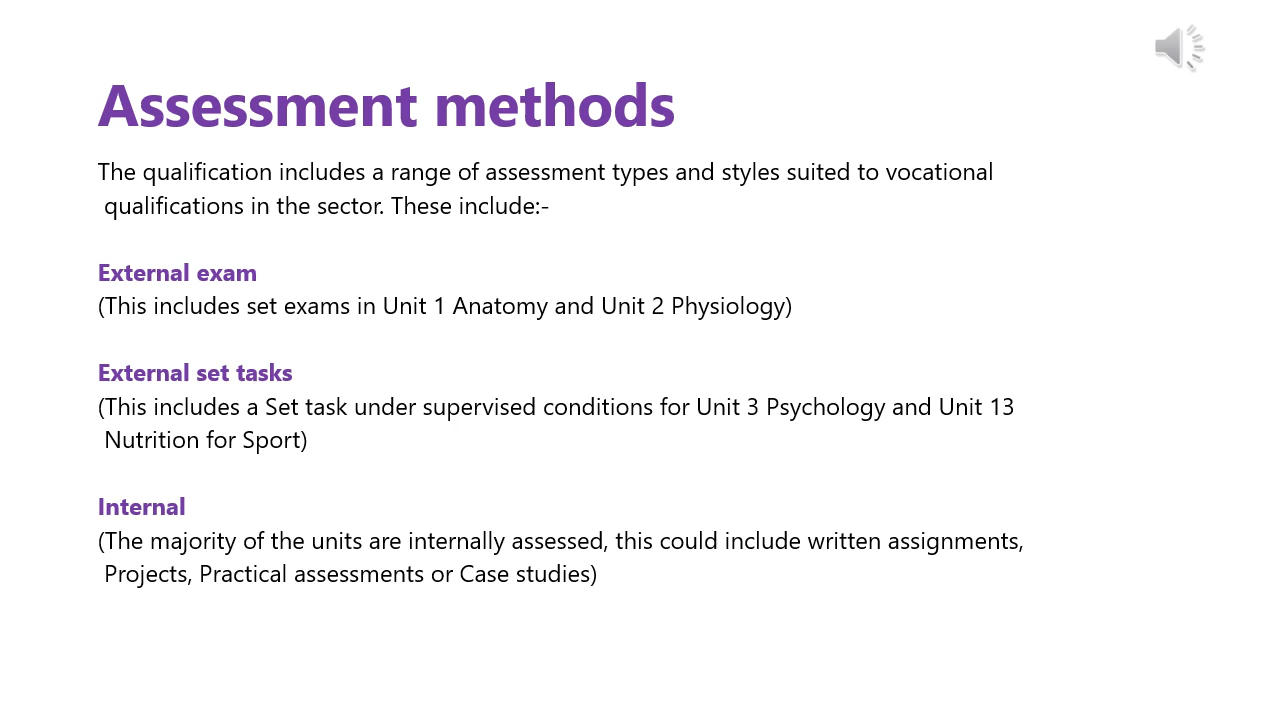 Assessment methods
The qualification includes a range of assessment types and styles suited to vocational
qualifications in the sector. These include:-
External exam
(This includes set exams in Unit 1 Anatomy and Unit 2 Physiology)
External set tasks
(This includes a Set task under supervised conditions for Unit 3 Psychology and Unit 13
Nutrition for Sport)
Internal
(The majority of the units are internally assessed, this could include written assignments,
Projects, Practical assessments or Case studies)